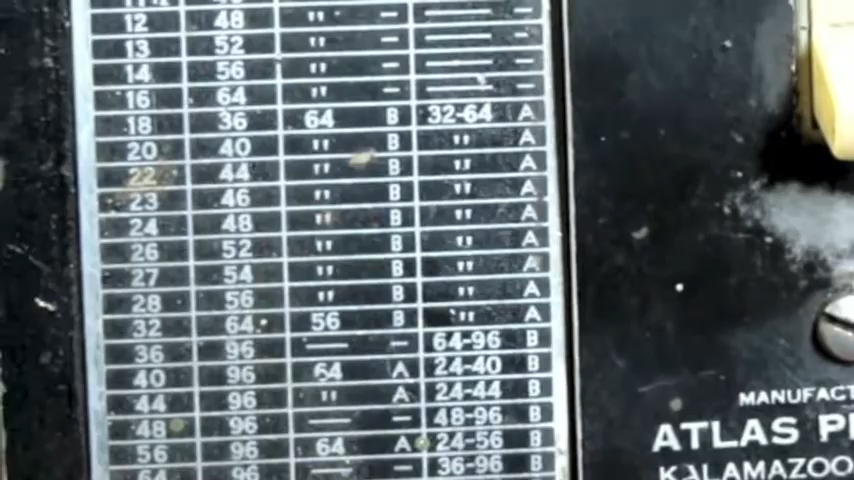 12 48 " — —— —
13 52 " — —— —
14 56 " — —— —
16 64 " — —— —
18 36 64 B 32-64 A
20 40 " B " A
22 44 " B " A
23 46 " B " A
24 48 " B " A
26 52 " B " A
27 54 " B " A
28 56 " B " A
32 64 56 B " A
36 96 —— — 64-96 B
40 96 64 A 24-40 B
44 96 " A 24-44 B
48 96 —— — 48-96 B
56 96 64 A 24-56 B
64 96 —— — 36-96 B
MANUFACT
ATLAS
KALAMAZOO